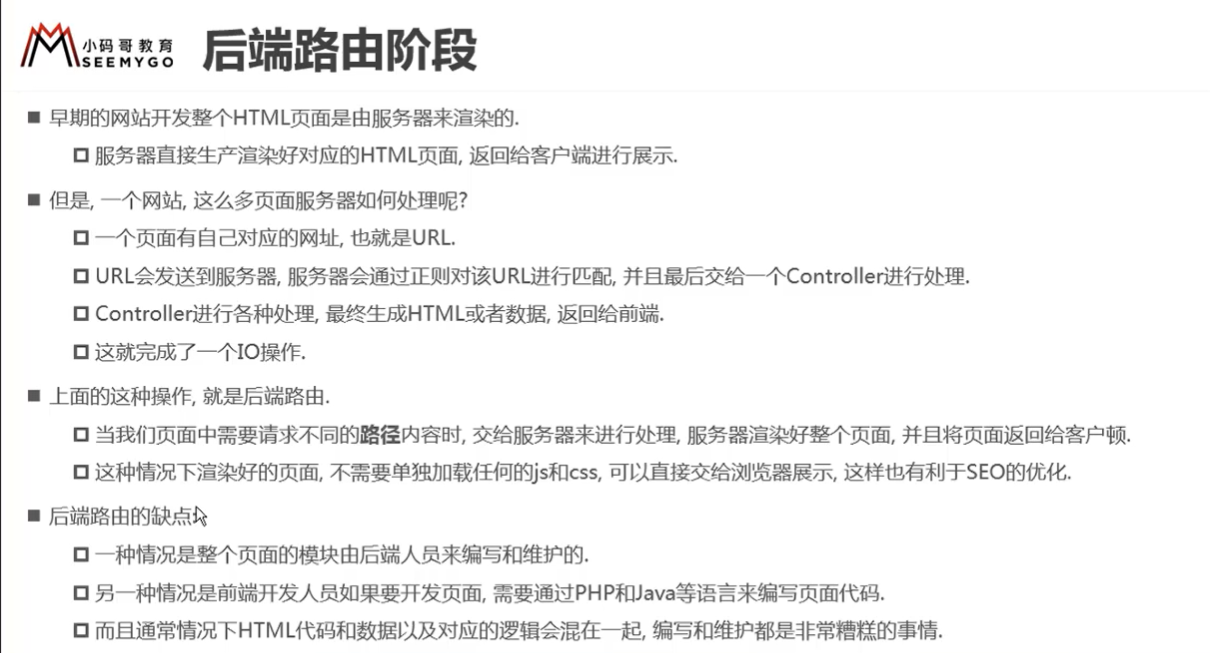 小码哥教育
SEEMYGO
后端路由阶段
■ 早期的网站开发整个HTML页面是由服务器来渲染的.
服务器直接生产渲染好对应的HTML页面, 返回给客户端进行展示.
■ 但是, 一个网站, 这么多页面服务器如何处理呢?
一个页面有自己对应的网址, 也就是URL.
URL会发送到服务器, 服务器会通过正则对该URL进行匹配, 并且最后交给一个Controller进行处理.
Controller进行各种处理, 最终生成HTML或者数据, 返回给前端.
这就完成了一个IO操作.
■ 上面的这种操作, 就是后端路由.
当我们页面中需要请求不同的路径内容时, 交给服务器来进行处理, 服务器渲染好整个页面, 并且将页面返回给客户顿.
这种情况下渲染好的页面, 不需要单独加载任何的js和css, 可以直接交给浏览器展示, 这样也有利于SEO的优化.
■ 后端路由的缺点
一种情况是整个页面的模块由后端人员来编写和维护的.
另一种情况是前端开发人员如果要开发页面, 需要通过PHP和Java等语言来编写页面代码.
而且通常情况下HTML代码和数据以及对应的逻辑会混在一起, 编写和维护都是非常糟糕的事情.